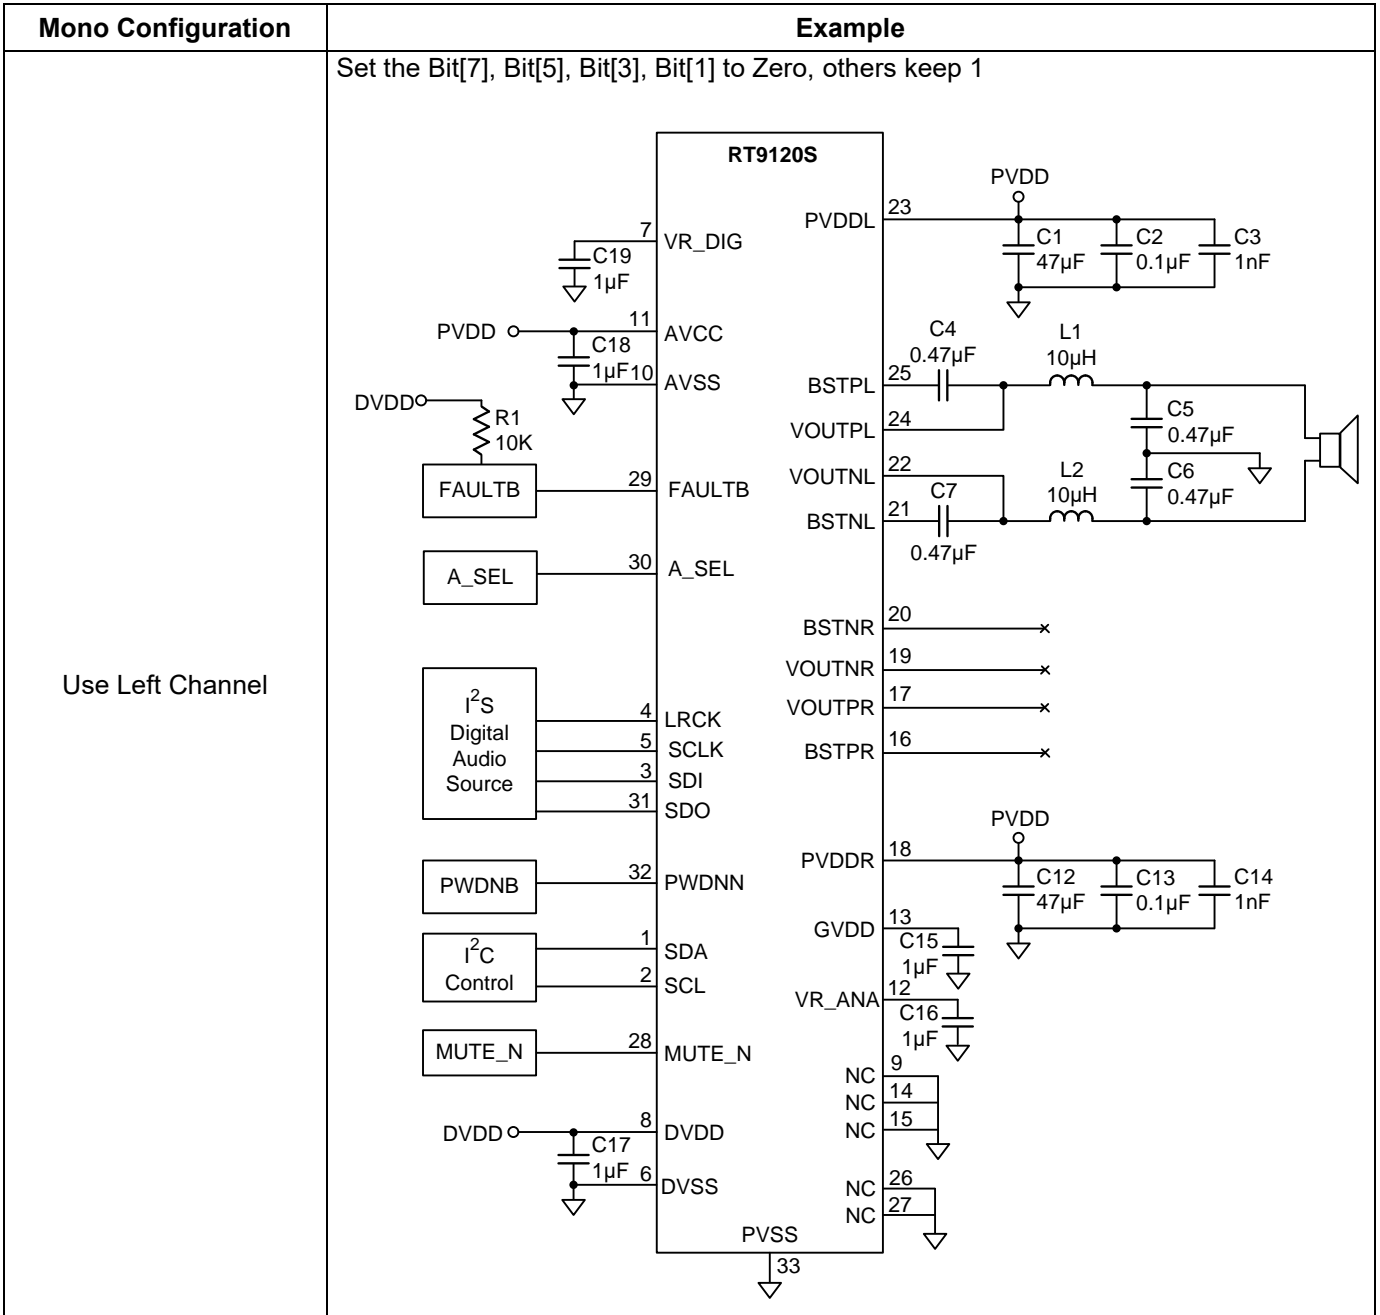 Mono Configuration
Example
Set the Bit[7], Bit[5], Bit[3], Bit[1] to Zero, others keep 1
Use Left Channel
RT9120S
7
VR_DIG
C19
1µF
PVDD
11
AVCC
C18
1µF
10
AVSS
DVDD
R1
10K
FAULTB
29
FAULTB
A_SEL
30
A_SEL
I²S
Digital
Audio
Source
4
LRCK
5
SCLK
3
SDI
31
SDO
PWDNB
32
PWDNN
I²C
Control
1
SDA
2
SCL
MUTE_N
28
MUTE_N
DVDD
8
DVDD
C17
1µF
6
DVSS
PVSS
33
PVDD
PVDDL
23
C1
47µF
C2
0.1µF
C3
1nF
C4
0.47µF
L1
10µH
BSTPL
25
VOUTPL
24
C5
0.47µF
VOUTNL
22
C7
0.47µF
L2
10µH
C6
0.47µF
BSTNL
21
BSTNR
20
VOUTNR
19
VOUTPR
17
BSTPR
16
PVDD
PVDDR
18
C12
47µF
C13
0.1µF
C14
1nF
GVDD
13
C15
1µF
VR_ANA
12
C16
1µF
NC
9
NC
14
NC
15
NC
26
NC
27